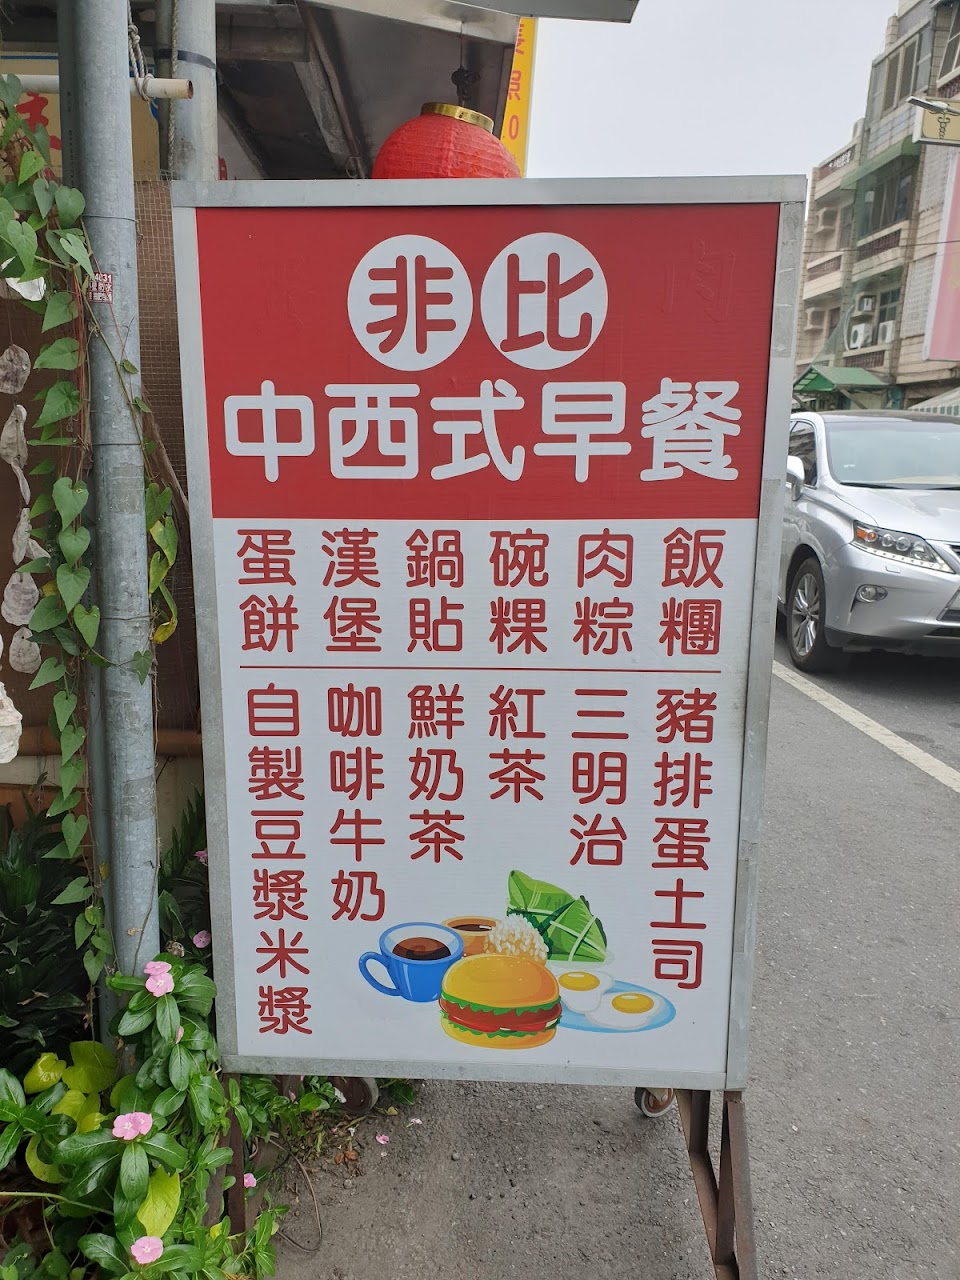 非比
中西式早餐
飯糰
肉粽
碗粿
鍋貼
漢堡
蛋餅
豬排蛋土司
三明治
紅茶
鮮奶茶
咖啡牛奶
自製豆漿米漿